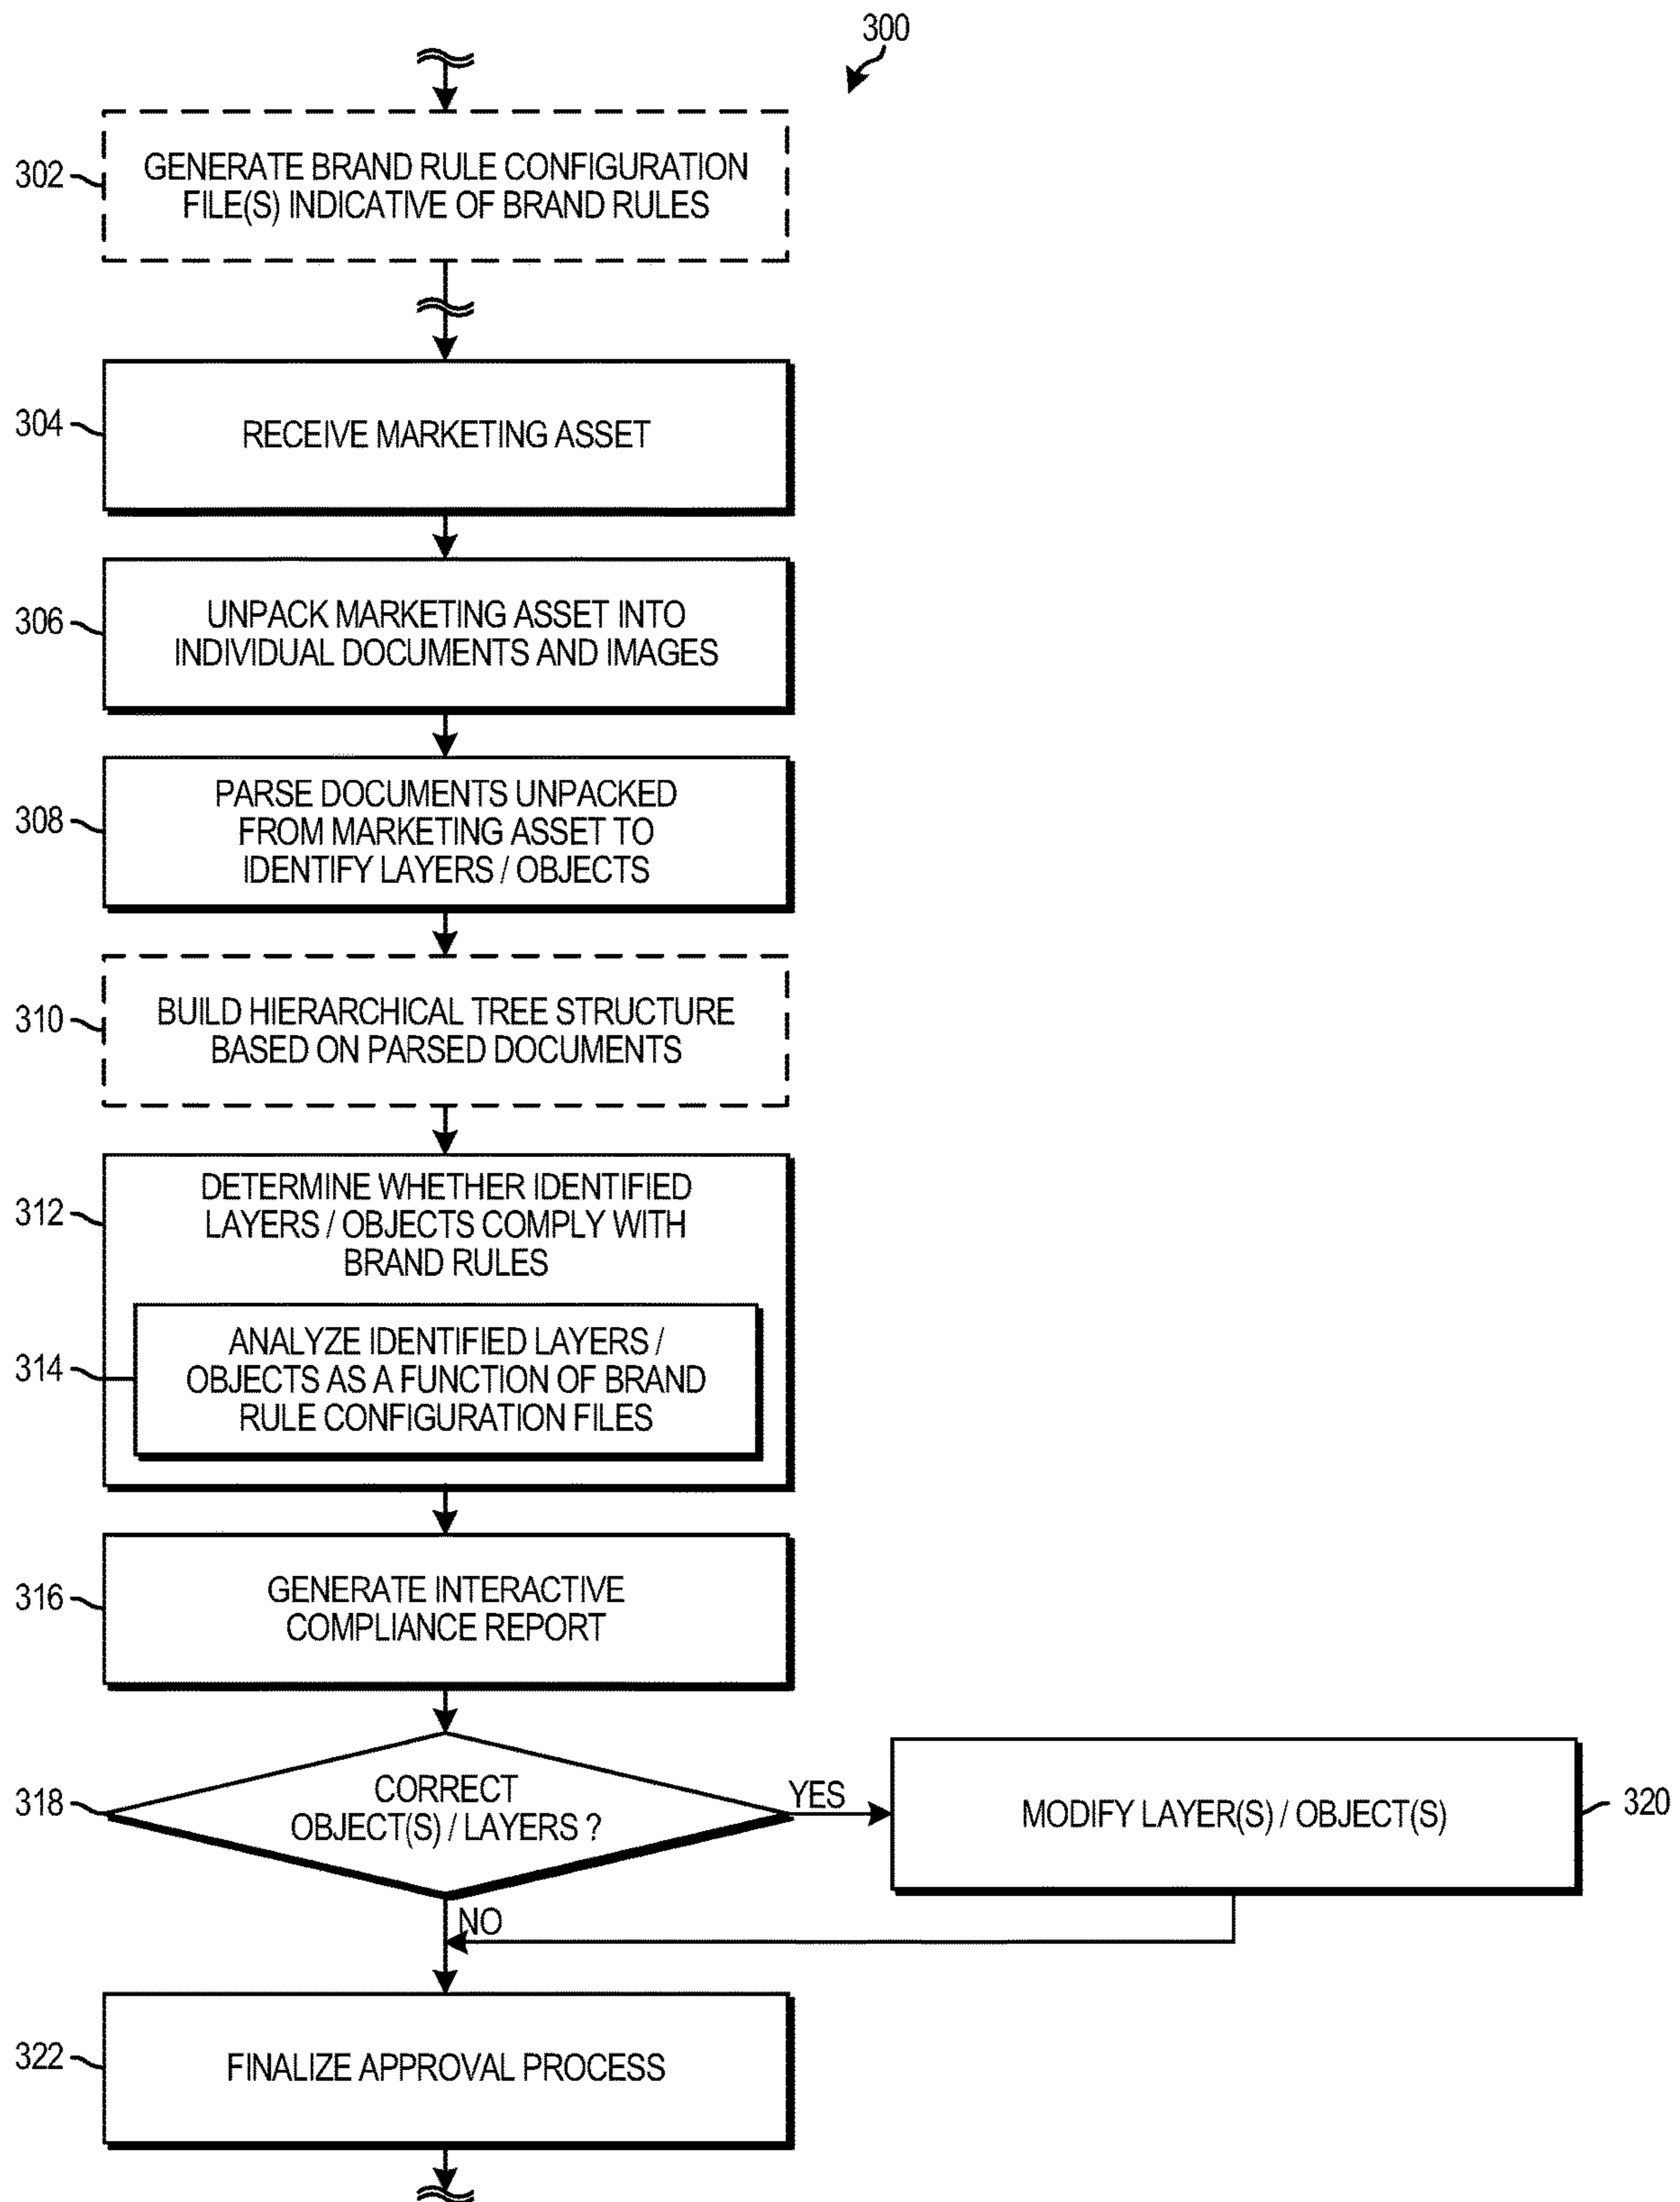 300
302
GENERATE BRAND RULE CONFIGURATION
FILE(S) INDICATIVE OF BRAND RULES
304
RECEIVE MARKETING ASSET
306
UNPACK MARKETING ASSET INTO
INDIVIDUAL DOCUMENTS AND IMAGES
308
PARSE DOCUMENTS UNPACKED
FROM MARKETING ASSET TO
IDENTIFY LAYERS / OBJECTS
310
BUILD HIERARCHICAL TREE STRUCTURE
BASED ON PARSED DOCUMENTS
312
DETERMINE WHETHER IDENTIFIED
LAYERS / OBJECTS COMPLY WITH
BRAND RULES
314
ANALYZE IDENTIFIED LAYERS /
OBJECTS AS A FUNCTION OF BRAND
RULE CONFIGURATION FILES
316
GENERATE INTERACTIVE
COMPLIANCE REPORT
318
CORRECT
OBJECT(S) / LAYERS ?
YES
MODIFY LAYER(S) / OBJECT(S)
320
NO
322
FINALIZE APPROVAL PROCESS